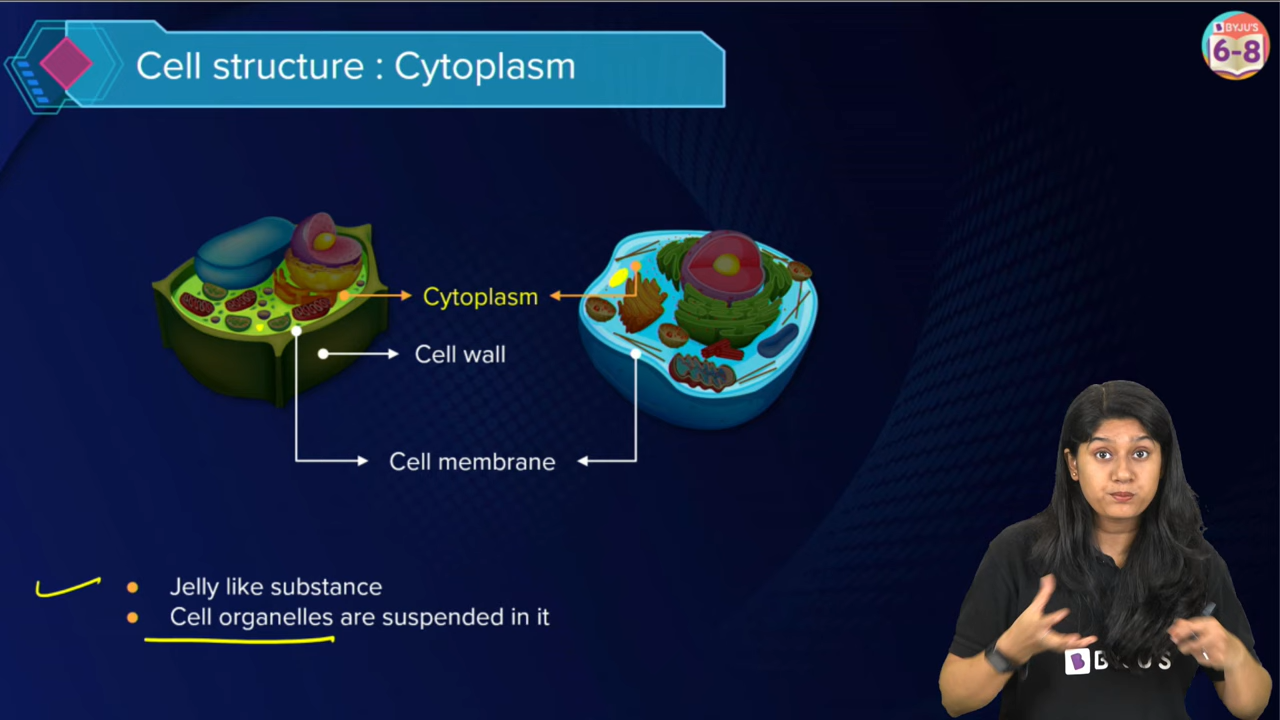 Cell structure : Cytoplasm
BYJU'S
6-8
Cytoplasm
Cell wall
Cell membrane
Jelly like substance
Cell organelles are suspended in it